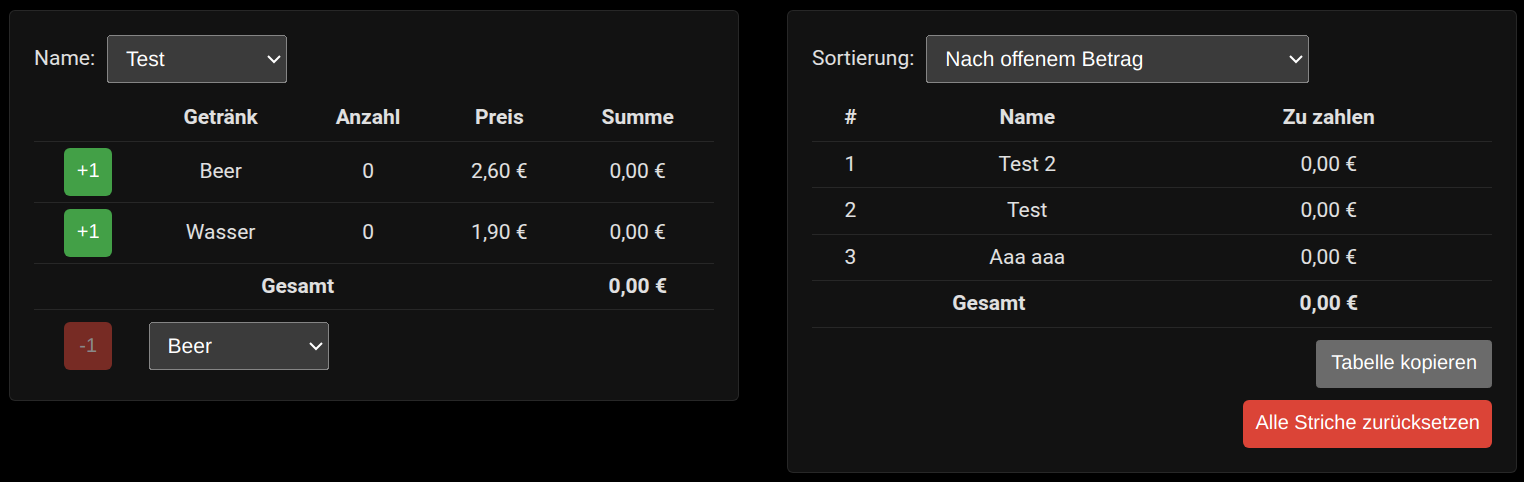 Name: Test
Getränk Anzahl Preis Summe
+1 Beer 0 2,60 € 0,00 €
+1 Wasser 0 1,90 € 0,00 €
Gesamt 0,00 €
-1 Beer
Sortierung: Nach offenem Betrag
# Name Zu zahlen
1 Test 2 0,00 €
2 Test 0,00 €
3 Aaa aaa 0,00 €
Gesamt 0,00 €
Tabelle kopieren
Alle Striche zurücksetzen